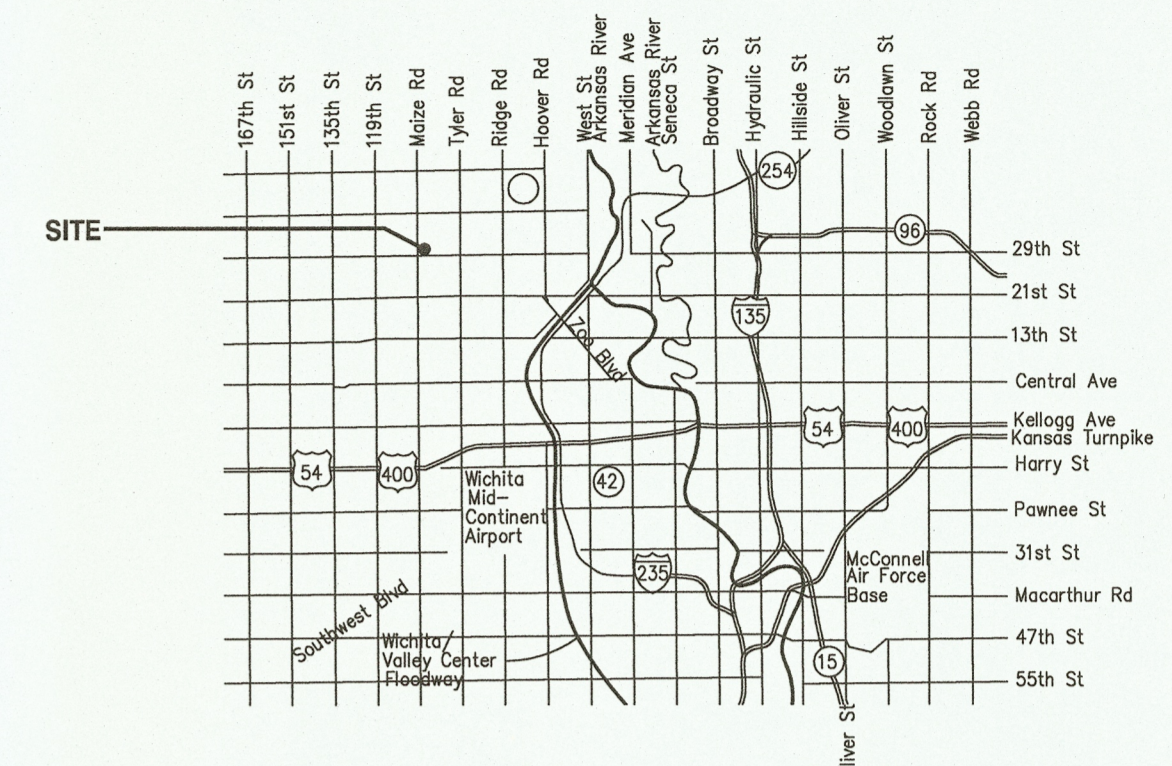 167th St
151st St
135th St
119th St
Maize Rd
Tyler Rd
Ridge Rd
Hoover Rd
West St
Arkansas River
Meridian Ave
Arkansas River
Seneca St
Broadway St
Hydraulic St
Hillside St
Oliver St
Woodlawn St
Rock Rd
Webb Rd
254
SITE
96
29th St
21st St
135
13th St
Zoo Blvd
Central Ave
54
400
Kellogg Ave
Kansas Turnpike
54
400
Harry St
Wichita
Mid-
Continent
Airport
42
Pawnee St
31st St
235
McConnell
Air Force
Base
Macarthur Rd
Southwest Blvd
Wichita/
Valley Center
Floodway
47th St
15
55th St
liver St